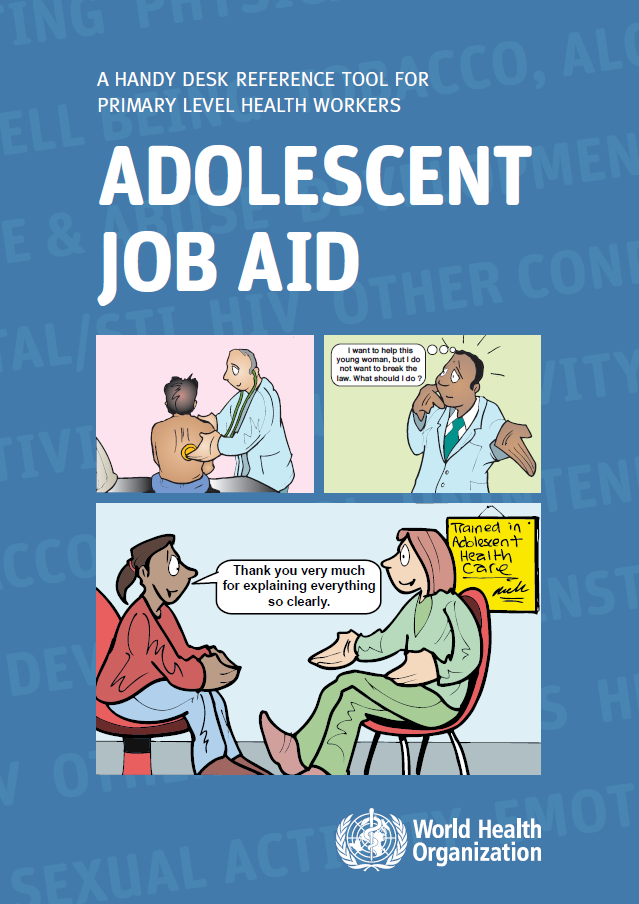 A HANDY DESK REFERENCE TOOL FOR
PRIMARY LEVEL HEALTH WORKERS
ADOLESCENT
JOB AID
I want to help this
young woman, but I do
not want to break the
law. What should I do ?
Trained in
Adolescent
Health
Care
Thank you very much
for explaining everything
so clearly.
World Health
Organization